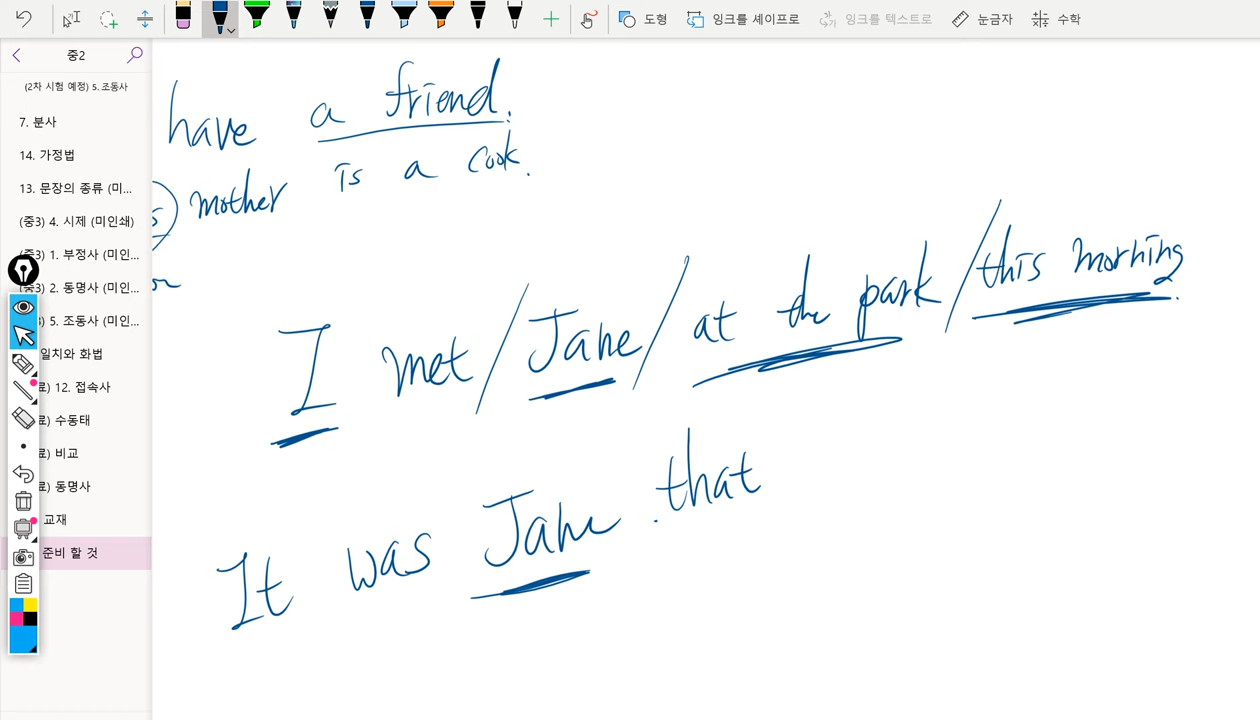 도형
잉크를 셰이프로
잉크를 텍스트로
눈금자
수학
중2
(2차 시험 예정) 5. 조동사
7. 분사
14. 가정법
13. 문장의 종류 (미...
(중3) 4. 시제 (미인쇄)
3) 1. 부정사 (미인...
) 2. 동명사 (미인...
) 5. 조동사 (미인...
일치와 화법
료) 12. 접속사
료) 수동태
료) 비교
료) 동명사
교재
준비 할 것
have a friend.
s mother is a cook.
I met / Jane / at the park / this morning.
It was Jane that